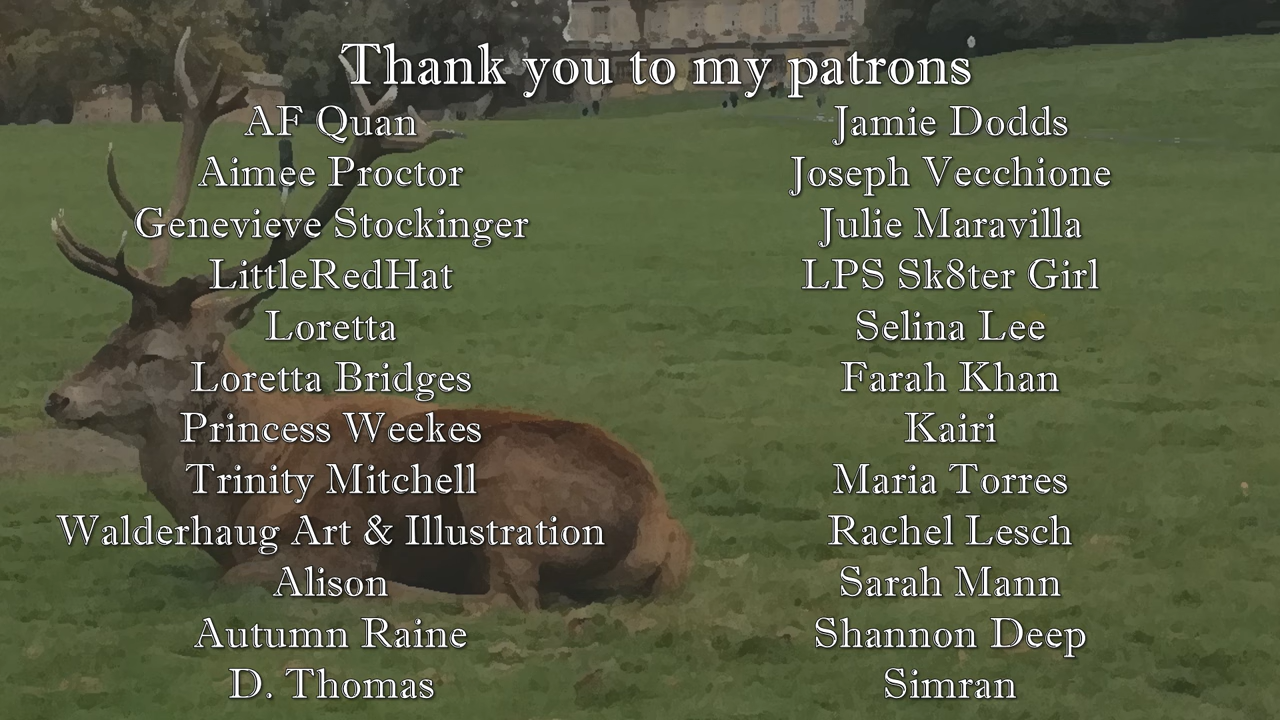 Thank you to my patrons
AF Quan
Aimee Proctor
Genevieve Stockinger
LittleRedHat
Loretta
Loretta Bridges
Princess Weekes
Trinity Mitchell
Walderhaug Art & Illustration
Alison
Autumn Raine
D. Thomas
Jamie Dodds
Joseph Vecchione
Julie Maravilla
LPS Sk8ter Girl
Selina Lee
Farah Khan
Kairi
Maria Torres
Rachel Lesch
Sarah Mann
Shannon Deep
Simran